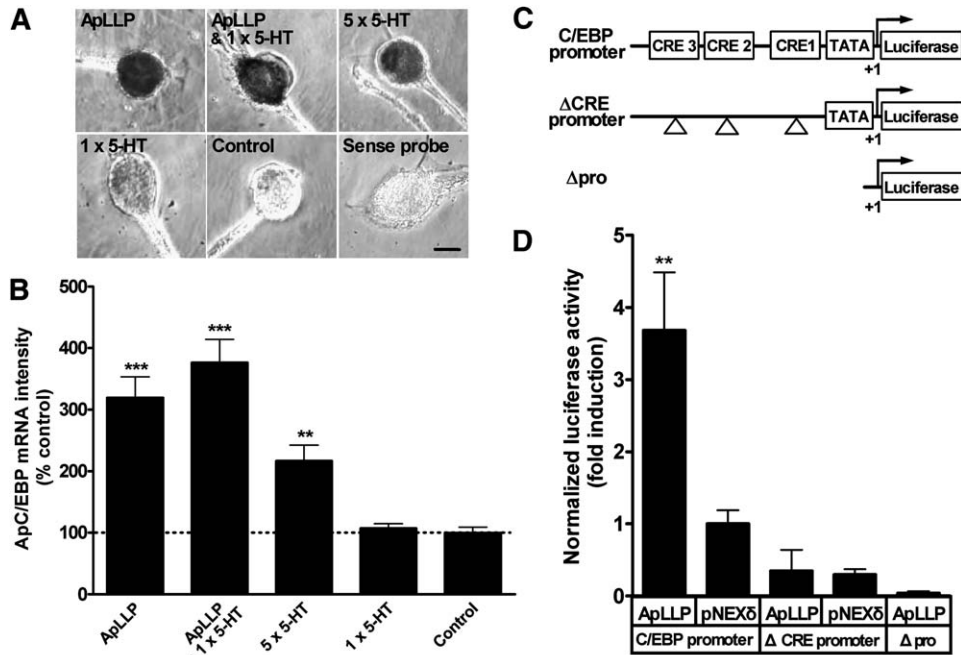 A
ApLLP
ApLLP
& 1 x 5-HT
5 x 5-HT
1 x 5-HT
Control
Sense probe
B
ApC/EBP mRNA intensity
(% control)
500
400
300
200
100
0
ApLLP
ApLLP
1 x 5-HT
5 x 5-HT
1 x 5-HT
Control
***
***
**
C
C/EBP
promoter
CRE 3
CRE 2
CRE1
TATA
+1
Luciferase
ΔCRE
promoter
TATA
+1
Luciferase
Δpro
+1
Luciferase
D
Normalized luciferase activity
(fold induction)
5
4
3
2
1
0
**
ApLLP
pNEXδ
ApLLP
pNEXδ
ApLLP
C/EBP promoter
Δ CRE promoter
Δ pro